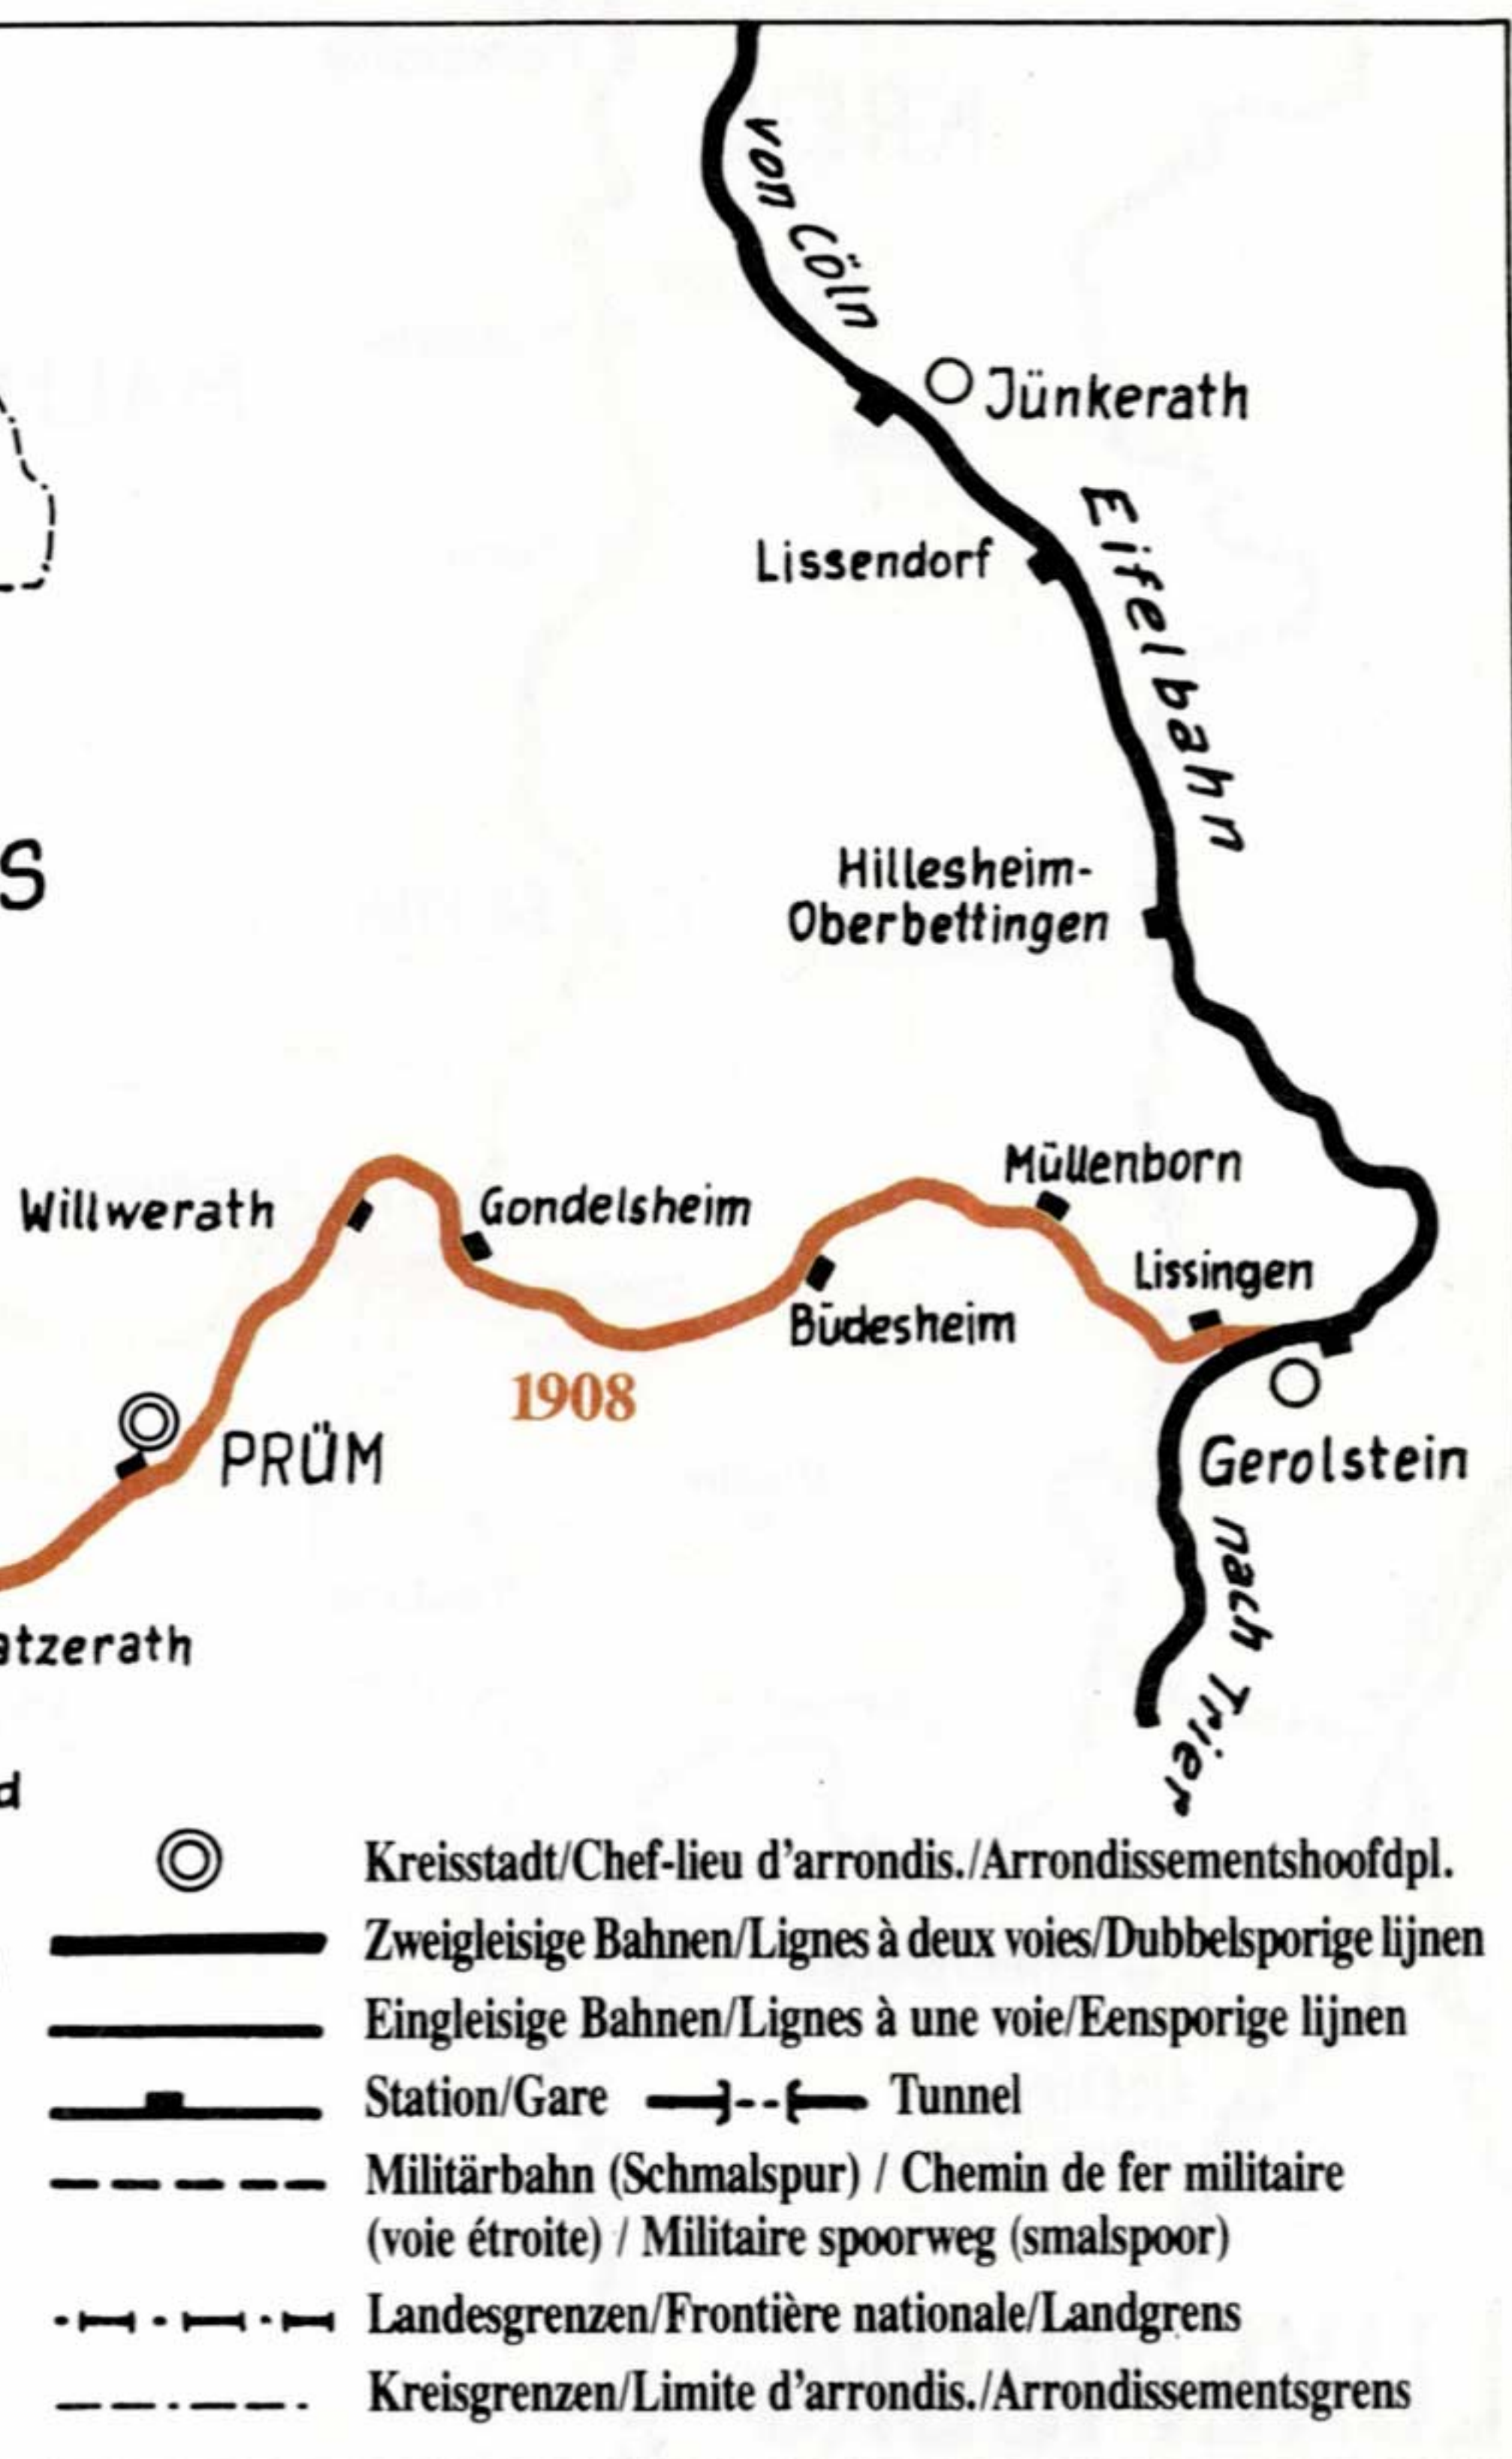 von Cöln
Jünkerath
Eifelbahn
Lissendorf
Hillesheim-
Oberbettingen
Müllenborn
Willwerath
Gondelsheim
Lissingen
Büdesheim
1908
PRÜM
Gerolstein
nach Trier
atzerath
Kreisstadt/Chef-lieu d'arrondis./Arrondissementshoofdpl.
Zweigleisige Bahnen/Lignes à deux voies/Dubbelsporige lijnen
Eingleisige Bahnen/Lignes à une voie/Eensporige lijnen
Station/Gare Tunnel
Militärbahn (Schmalspur) / Chemin de fer militaire
(voie étroite) / Militaire spoorweg (smalspoor)
Landesgrenzen/Frontière nationale/Landgrens
Kreisgrenzen/Limite d'arrondis./Arrondissementsgrens